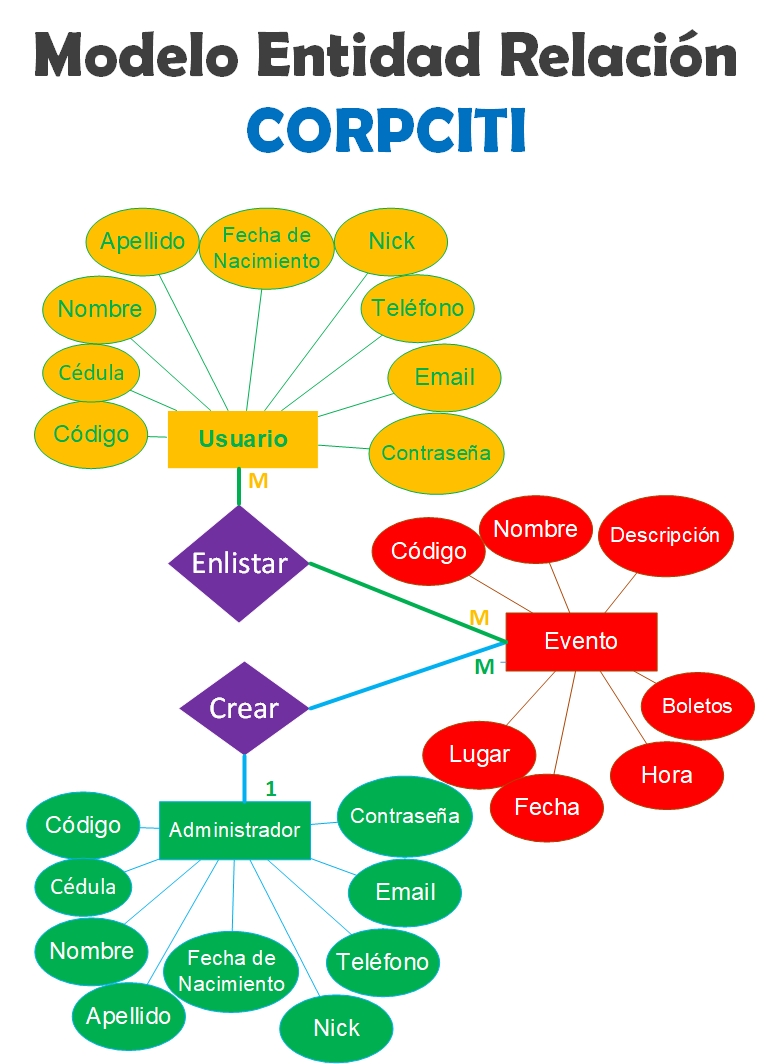 Modelo Entidad Relación
CORPCITI
Apellido
Fecha de
Nacimiento
Nick
Nombre
Teléfono
Cédula
Email
Código
Usuario
Contraseña
M
Enlistar
Código
Nombre
Descripción
M
Evento
M
Crear
Boletos
Lugar
Hora
Fecha
1
Código
Administrador
Contraseña
Cédula
Email
Nombre
Fecha de
Nacimiento
Teléfono
Apellido
Nick